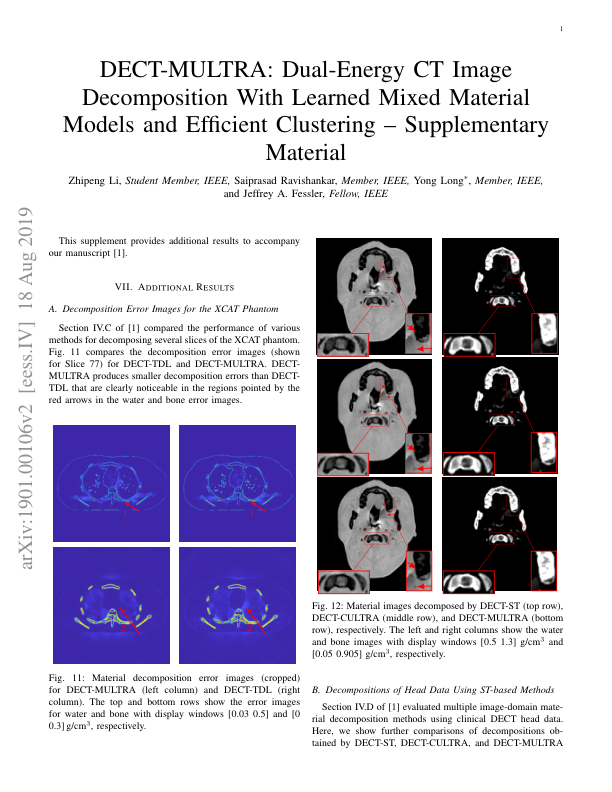 1
DECT-MULTRA: Dual-Energy CT Image
Decomposition With Learned Mixed Material
Models and Efficient Clustering – Supplementary
Material
Zhipeng Li, Student Member, IEEE, Saiprasad Ravishankar, Member, IEEE, Yong Long*, Member, IEEE,
and Jeffrey A. Fessler, Fellow, IEEE
arXiv:1901.00106v2 [eess.IV] 18 Aug 2019
This supplement provides additional results to accompany
our manuscript [1].
VII. Additional Results
A. Decomposition Error Images for the XCAT Phantom
Section IV.C of [1] compared the performance of various
methods for decomposing several slices of the XCAT phantom.
Fig. 11 compares the decomposition error images (shown
for Slice 77) for DECT-TDL and DECT-MULTRA. DECT-
MULTRA produces smaller decomposition errors than DECT-
TDL that are clearly noticeable in the regions pointed by the
red arrows in the water and bone error images.
Fig. 11: Material decomposition error images (cropped)
for DECT-MULTRA (left column) and DECT-TDL (right
column). The top and bottom rows show the error images
for water and bone with display windows [0.03 0.5] and [0
0.3] g/cm³, respectively.
Fig. 12: Material images decomposed by DECT-ST (top row),
DECT-CULTRA (middle row), and DECT-MULTRA (bottom
row), respectively. The left and right columns show the water
and bone images with display windows [0.5 1.3] g/cm³ and
[0.05 0.905] g/cm³, respectively.
B. Decompositions of Head Data Using ST-based Methods
Section IV.D of [1] evaluated multiple image-domain mate-
rial decomposition methods using clinical DECT head data.
Here, we show further comparisons of decompositions ob-
tained by DECT-ST, DECT-CULTRA, and DECT-MULTRA